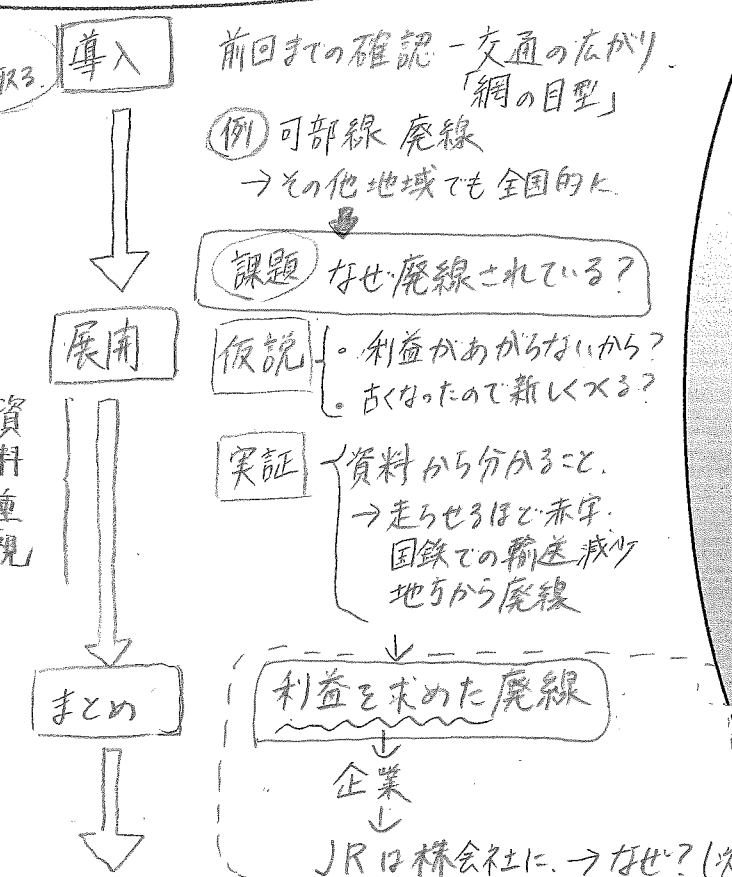 導入
前回までの確認－交通の広がり
「網の目型」
例 可部線 廃線
→その他地域でも全国的に
課題 なぜ廃線されている？
展開
仮説
・利益があがらないから？
・古くなったので新しくつくる？
資料重視
実証
資料から分かること、
→走らせるほど赤字、
国鉄での輸送減少
地方から廃線
まとめ
利益を求めた廃線
↓
企業
↓
JRは株会社に、→なぜ？(次